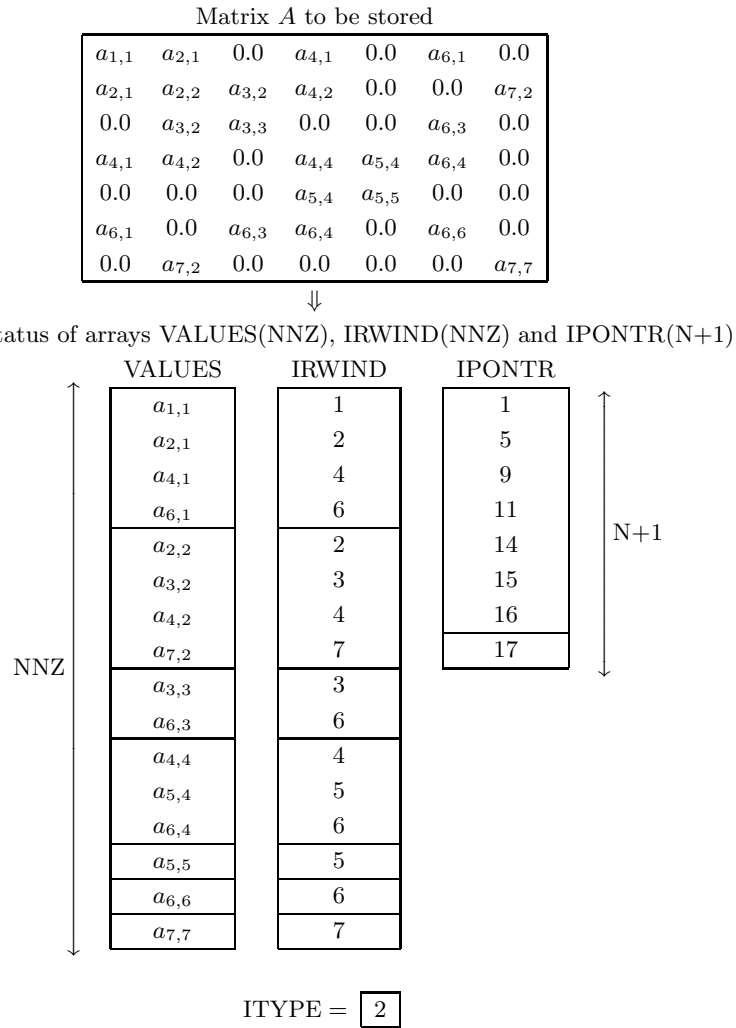 Matrix A to be stored
a1,1 a2,1 0.0 a4,1 0.0 a6,1 0.0
a2,1 a2,2 a3,2 a4,2 0.0 0.0 a7,2
0.0 a3,2 a3,3 0.0 0.0 a6,3 0.0
a4,1 a4,2 0.0 a4,4 a5,4 a6,4 0.0
0.0 0.0 0.0 a5,4 a5,5 0.0 0.0
a6,1 0.0 a6,3 a6,4 0.0 a6,6 0.0
0.0 a7,2 0.0 0.0 0.0 0.0 a7,7
⇓
of arrays VALUES(NNZ), IRWIND(NNZ) and IPONTR(N+1)
VALUES IRWIND IPONTR
a1,1 1 1
a2,1 2 5
a4,1 4 9
a6,1 6 11
N+1
a2,2 2 14
a3,2 3 15
a4,2 4 16
a7,2 7 17
NNZ
a3,3 3
a6,3 6
a4,4 4
a5,4 5
a6,4 6
a5,5 5
a6,6 6
a7,7 7
ITYPE = 2